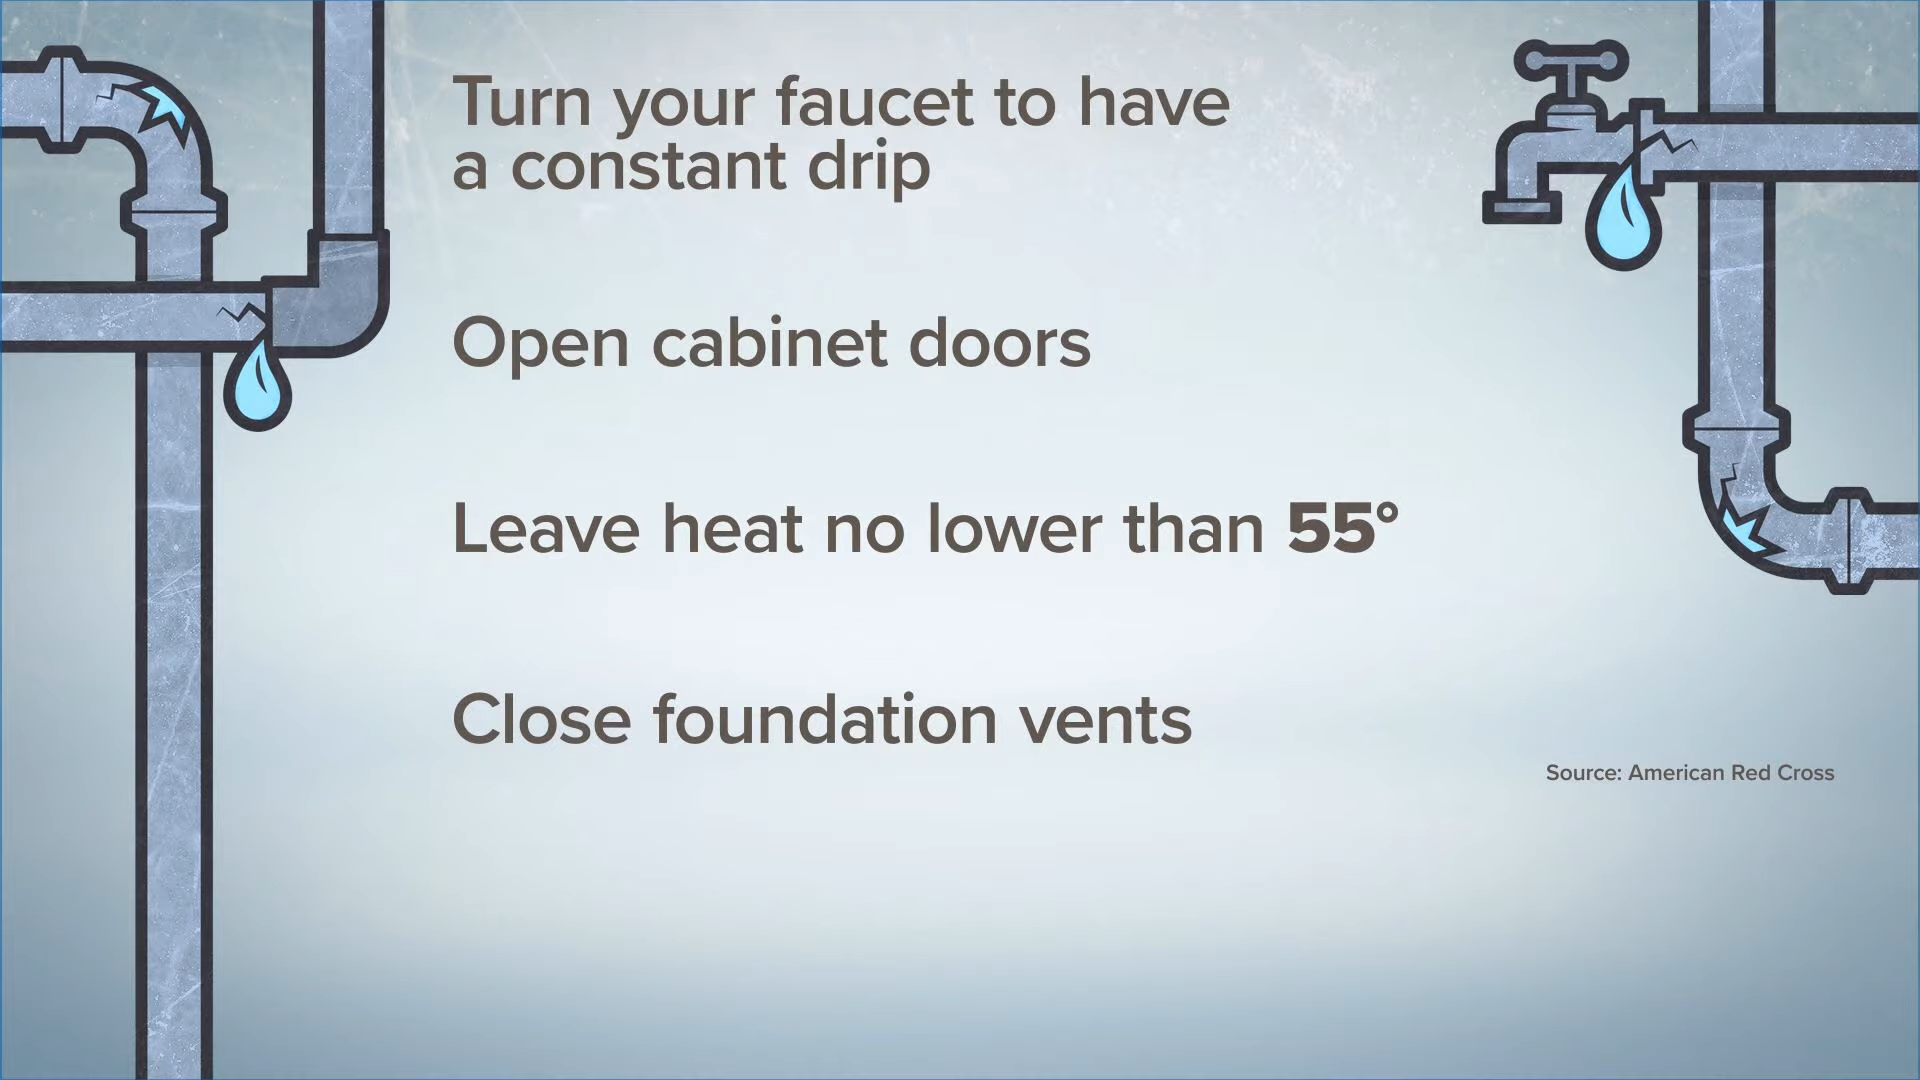 Turn your faucet to have
a constant drip
Open cabinet doors
Leave heat no lower than 55°
Close foundation vents
Source: American Red Cross